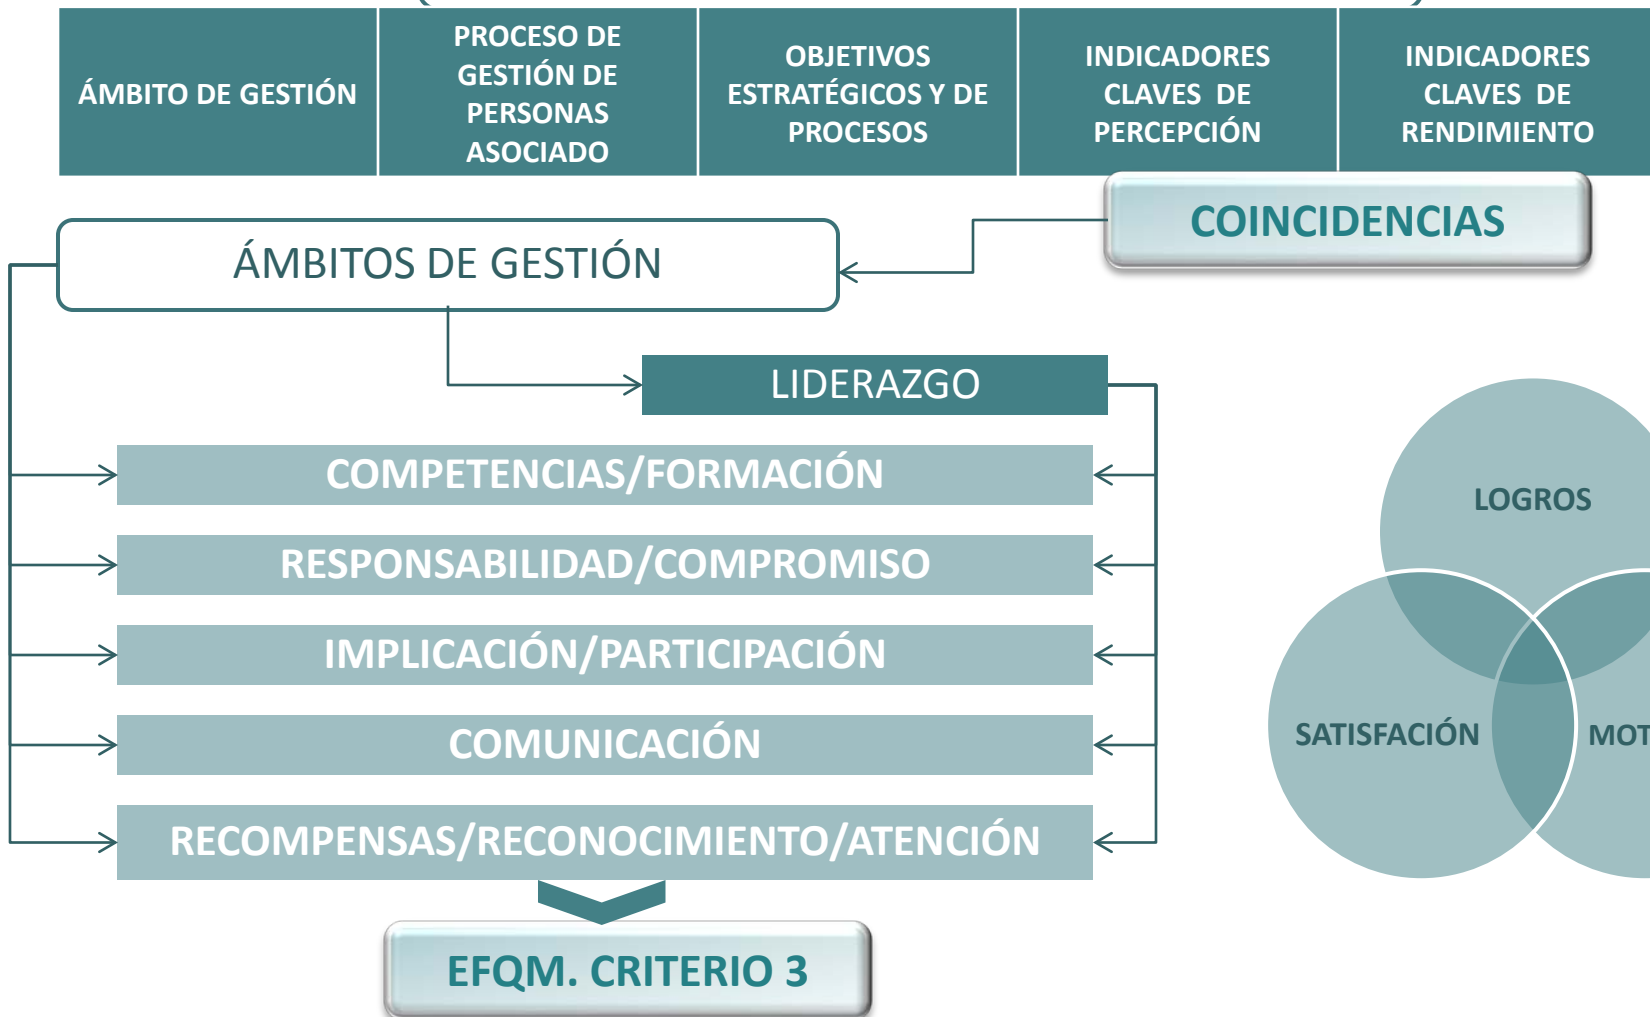 ÁMBITO DE GESTIÓN
PROCESO DE
GESTIÓN DE
PERSONAS
ASOCIADO
OBJETIVOS
ESTRATÉGICOS Y DE
PROCESOS
INDICADORES
CLAVES DE
PERCEPCIÓN
INDICADORES
CLAVES DE
RENDIMIENTO
COINCIDENCIAS
ÁMBITOS DE GESTIÓN
LIDERAZGO
COMPETENCIAS/FORMACIÓN
RESPONSABILIDAD/COMPROMISO
IMPLICACIÓN/PARTICIPACIÓN
COMUNICACIÓN
RECOMPENSAS/RECONOCIMIENTO/ATENCIÓN
EFQM. CRITERIO 3
LOGROS
SATISFACIÓN